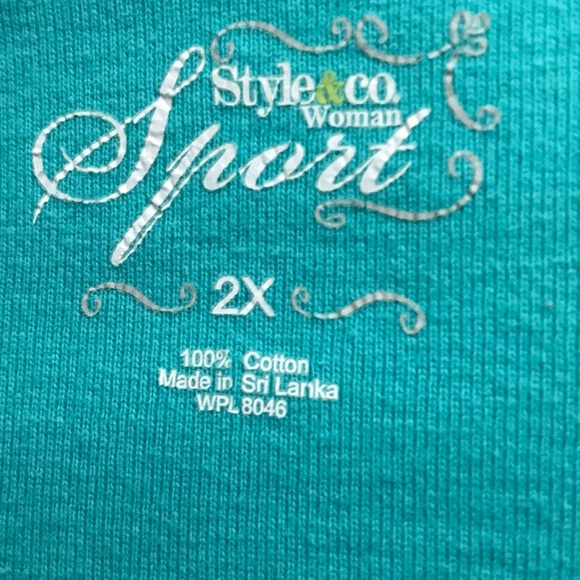 Style&co.
Woman
Sport
2X
100% Cotton
Made in Sri Lanka
WPL 8046